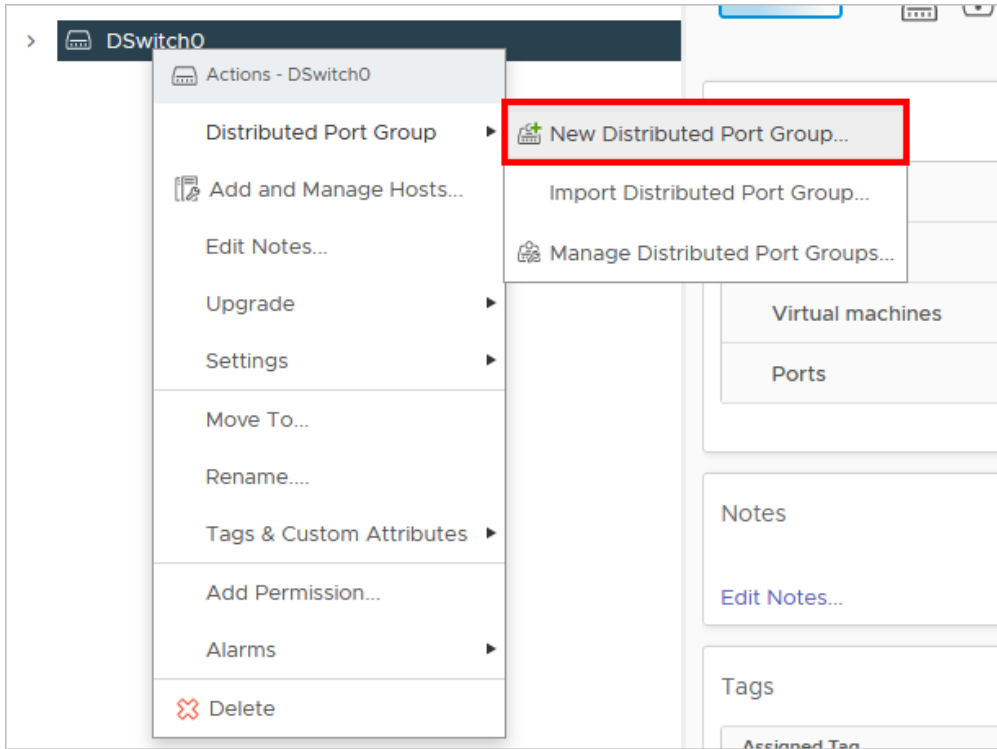 DSwitch0
Actions - DSwitch0
Distributed Port Group
New Distributed Port Group...
Import Distributed Port Group...
Manage Distributed Port Groups...
Add and Manage Hosts...
Edit Notes...
Upgrade
Settings
Move To...
Rename....
Tags & Custom Attributes
Add Permission...
Alarms
Delete
Virtual machines
Ports
Notes
Edit Notes...
Tags
Assigned Tag